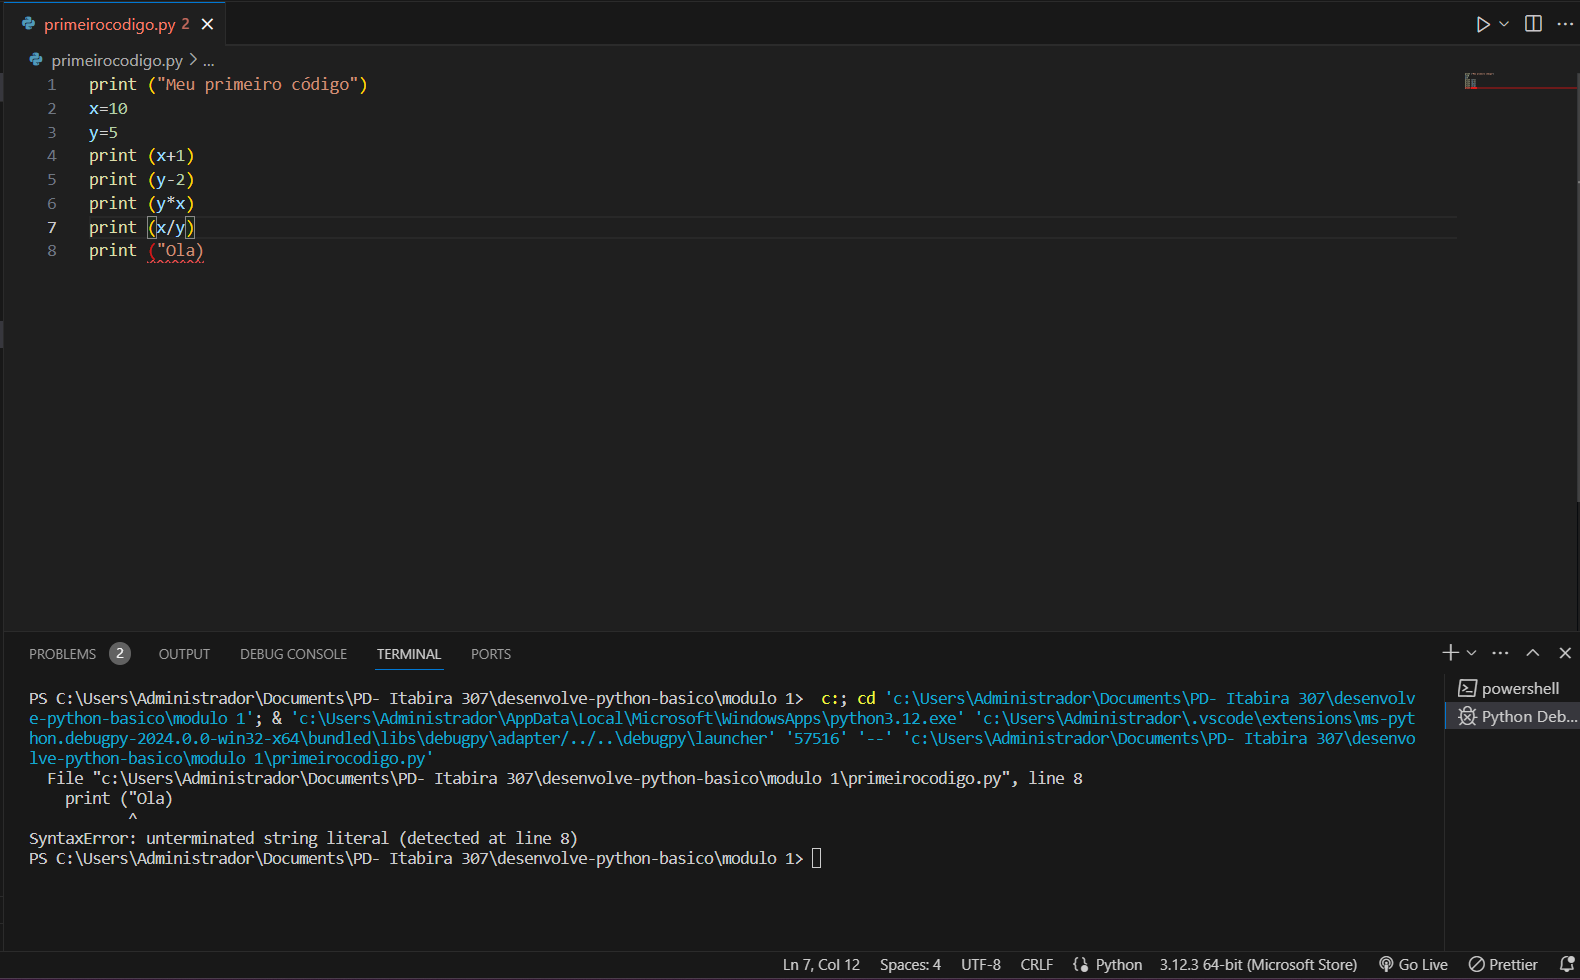 primeirocodigo.py 2
primeirocodigo.py > ...
1 print ("Meu primeiro código")
2 x=10
3 y=5
4 print (x+1)
5 print (y-2)
6 print (y*x)
7 print (x/y)
8 print ("Ola)
PROBLEMS 2 OUTPUT DEBUG CONSOLE TERMINAL PORTS
PS C:\Users\Administrador\Documents\PD- Itabira 307\desenvolve-python-basico\modulo 1>  c:; cd 'c:\Users\Administrador\Documents\PD- Itabira 307\desenvolv
e-python-basico\modulo 1'; & 'c:\Users\Administrador\AppData\Local\Microsoft\WindowsApps\python3.12.exe' 'c:\Users\Administrador\.vscode\extensions\ms-pyt
hon.debugpy-2024.0.0-win32-x64\bundled\libs\debugpy\adapter/../..\debugpy\launcher' '57516' '--' 'c:\Users\Administrador\Documents\PD- Itabira 307\desenvo
lve-python-basico\modulo 1\primeirocodigo.py'
  File "c:\Users\Administrador\Documents\PD- Itabira 307\desenvolve-python-basico\modulo 1\primeirocodigo.py", line 8
    print ("Ola)
           ^
SyntaxError: unterminated string literal (detected at line 8)
PS C:\Users\Administrador\Documents\PD- Itabira 307\desenvolve-python-basico\modulo 1>
powershell
Python Deb...
Ln 7, Col 12 Spaces: 4 UTF-8 CRLF Python 3.12.3 64-bit (Microsoft Store) Go Live Prettier